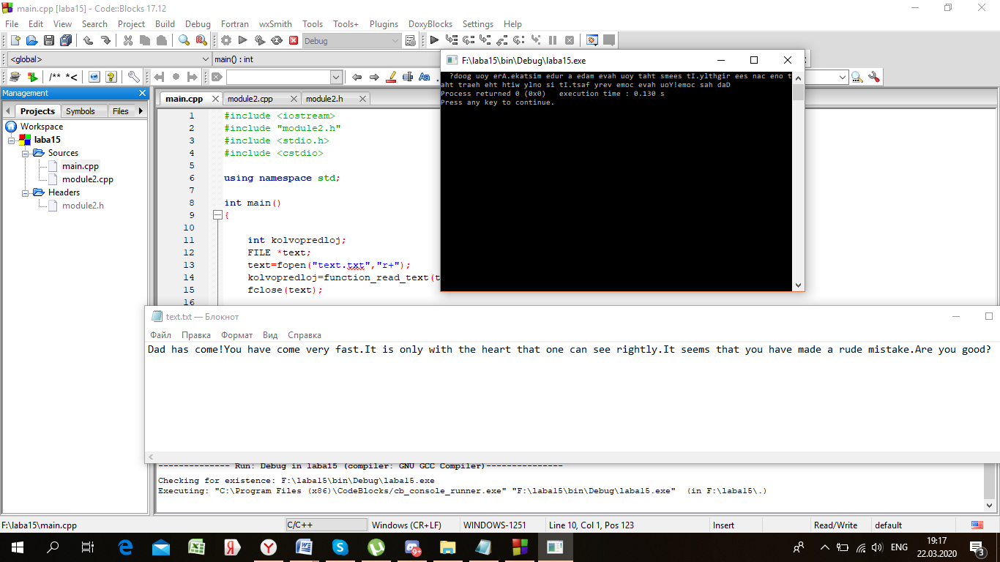 main.cpp [laba15] - Code::Blocks 17.12
File Edit View Search Project Build Debug Fortran wxSmith Tools Tools+ Plugins DoxyBlocks Settings Help
Debug
<global>
main() : int
/** *<
Management
Projects Symbols Files
Workspace
laba15
Sources
main.cpp
module2.cpp
Headers
module2.h
main.cpp module2.cpp module2.h
1 #include <iostream>
2 #include "module2.h"
3 #include <stdio.h>
4 #include <cstdio>
5
6 using namespace std;
7
8 int main()
9 {
10
11 int kolvopredloj;
12 FILE *text;
13 text=fopen("text.txt","r+");
14 kolvopredloj=function_read_text(t
15 fclose(text);
16
F:\laba15\bin\Debug\laba15.exe
?doog uoy erA.ekatsim edur a edam evah uoy taht smees tI.ylthgir ees nac eno t
aht traeh eht htiw ylno si tI.tsaf yrev emoc evah uoY!emoc sah daD
Process returned 0 (0x0)   execution time : 0.130 s
Press any key to continue.
text.txt — Блокнот
Файл Правка Формат Вид Справка
Dad has come!You have come very fast.It is only with the heart that one can see rightly.It seems that you have made a rude mistake.Are you good?
-------------- Run: Debug in laba15 (compiler: GNU GCC Compiler)---------------
Checking for existence: F:\laba15\bin\Debug\laba15.exe
Executing: "C:\Program Files (x86)\CodeBlocks/cb_console_runner.exe" "F:\laba15\bin\Debug\laba15.exe"  (in F:\laba15\.)
F:\laba15\main.cpp C/C++ Windows (CR+LF) WINDOWS-1251 Line 10, Col 1, Pos 123 Insert Read/Write default
9+
ENG
19:17
22.03.2020
3